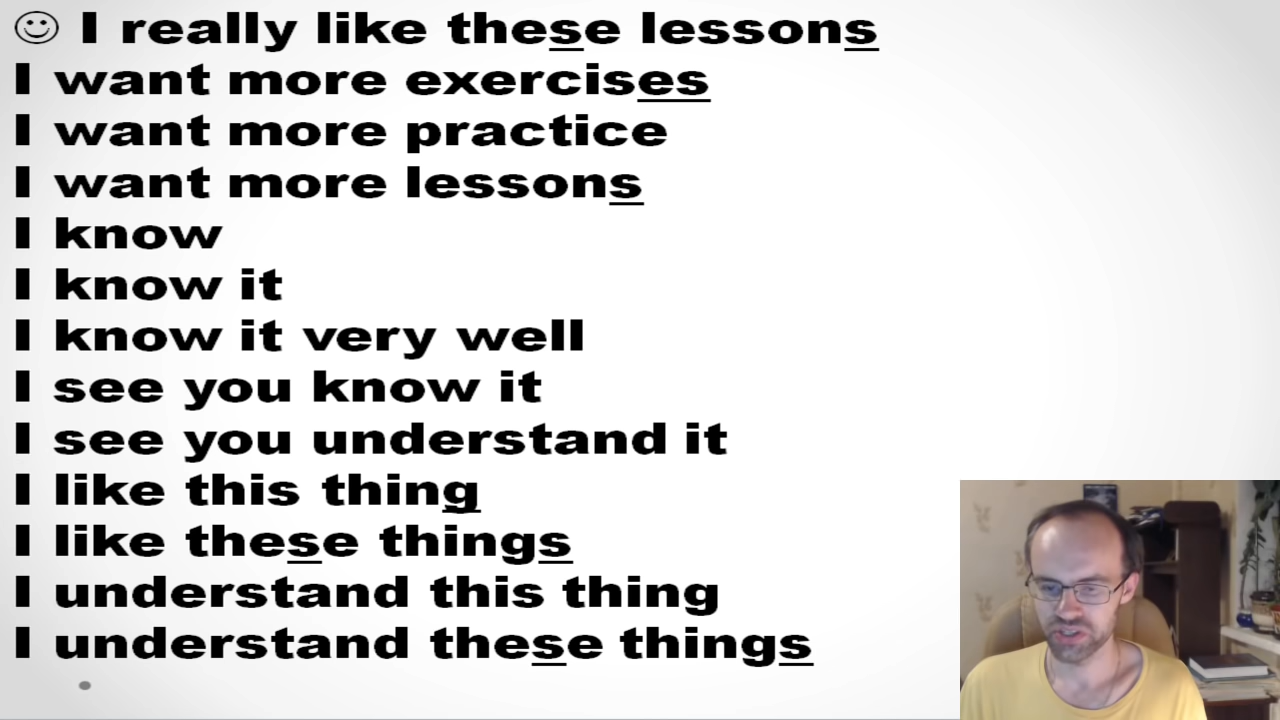 ☺ I really like these lessons
I want more exercises
I want more practice
I want more lessons
I know
I know it
I know it very well
I see you know it
I see you understand it
I like this thing
I like these things
I understand this thing
I understand these things